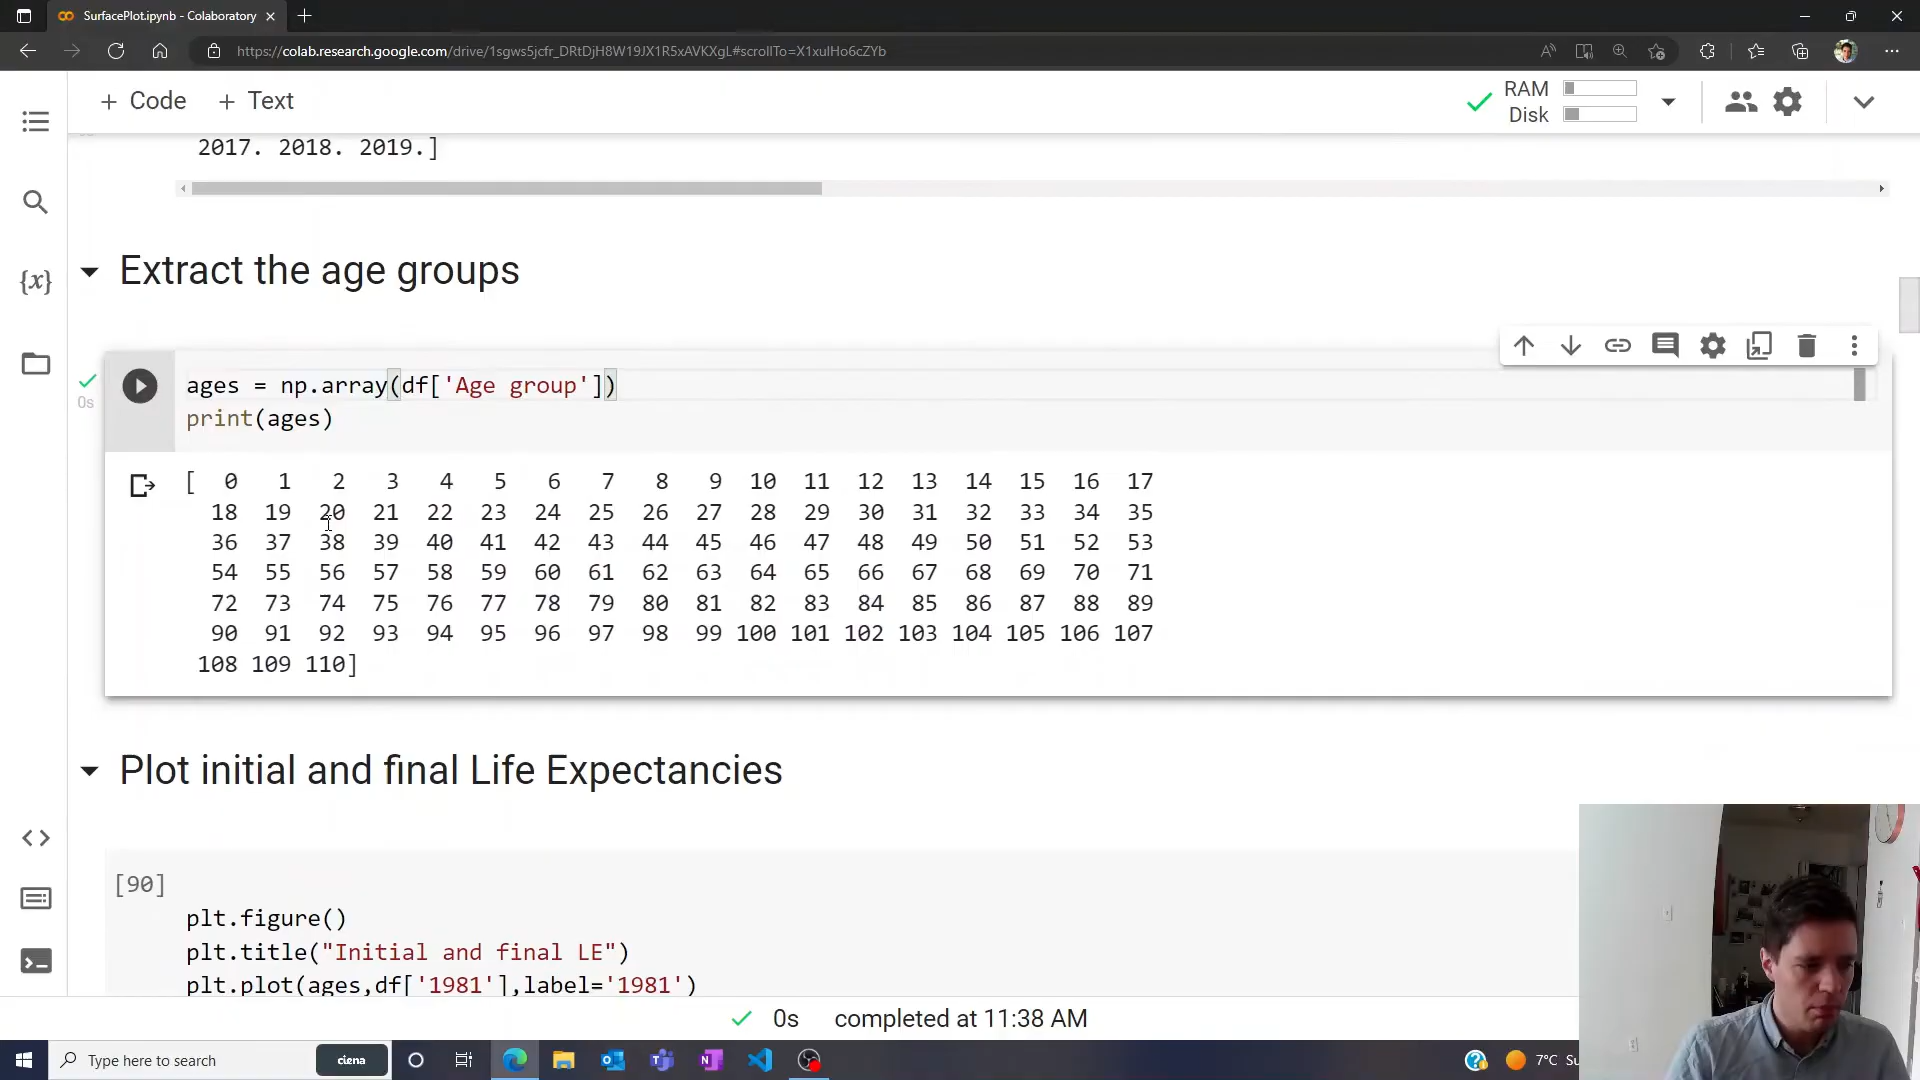 SurfacePlot.ipynb - Colaboratory
https://colab.research.google.com/drive/1sgws5jcfr_DRtDjH8W19JX1R5xAVKXgL#scrollTo=X1xulHo6cZYb
+ Code + Text
RAM
Disk
2017. 2018. 2019.]
Extract the age groups
0s
ages = np.array(df['Age group'])
print(ages)
[ 0 1 2 3 4 5 6 7 8 9 10 11 12 13 14 15 16 17
18 19 20 21 22 23 24 25 26 27 28 29 30 31 32 33 34 35
36 37 38 39 40 41 42 43 44 45 46 47 48 49 50 51 52 53
54 55 56 57 58 59 60 61 62 63 64 65 66 67 68 69 70 71
72 73 74 75 76 77 78 79 80 81 82 83 84 85 86 87 88 89
90 91 92 93 94 95 96 97 98 99 100 101 102 103 104 105 106 107
108 109 110]
Plot initial and final Life Expectancies
[90]
plt.figure()
plt.title("Initial and final LE")
plt.plot(ages,df['1981'],label='1981')
0s completed at 11:38 AM
Type here to search
ciena
7°C Su